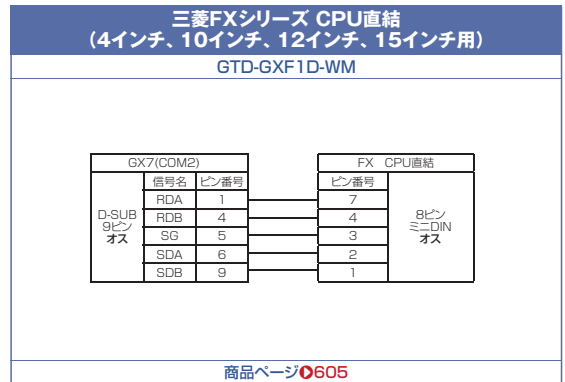 三菱FXシリーズ CPU直結
（4インチ、10インチ、12インチ、15インチ用）
GTD-GXF1D-WM
GX7(COM2) FX CPU直結
信号名 ピン番号 ピン番号
D-SUB
9ピン
オス
RDA 1 7
RDB 4 4
SG 5 3
SDA 6 2
SDB 9 1
8ピン
ミニDIN
オス
商品ページ 605